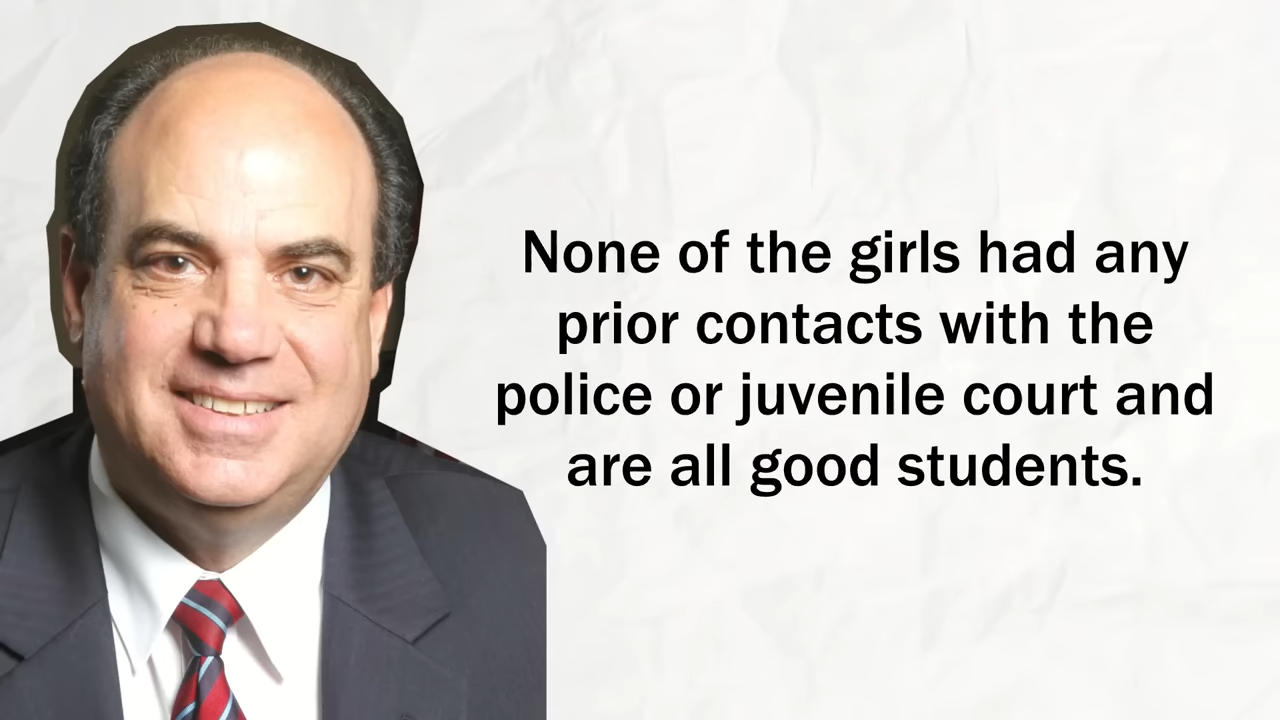 None of the girls had any
prior contacts with the
police or juvenile court and
are all good students.